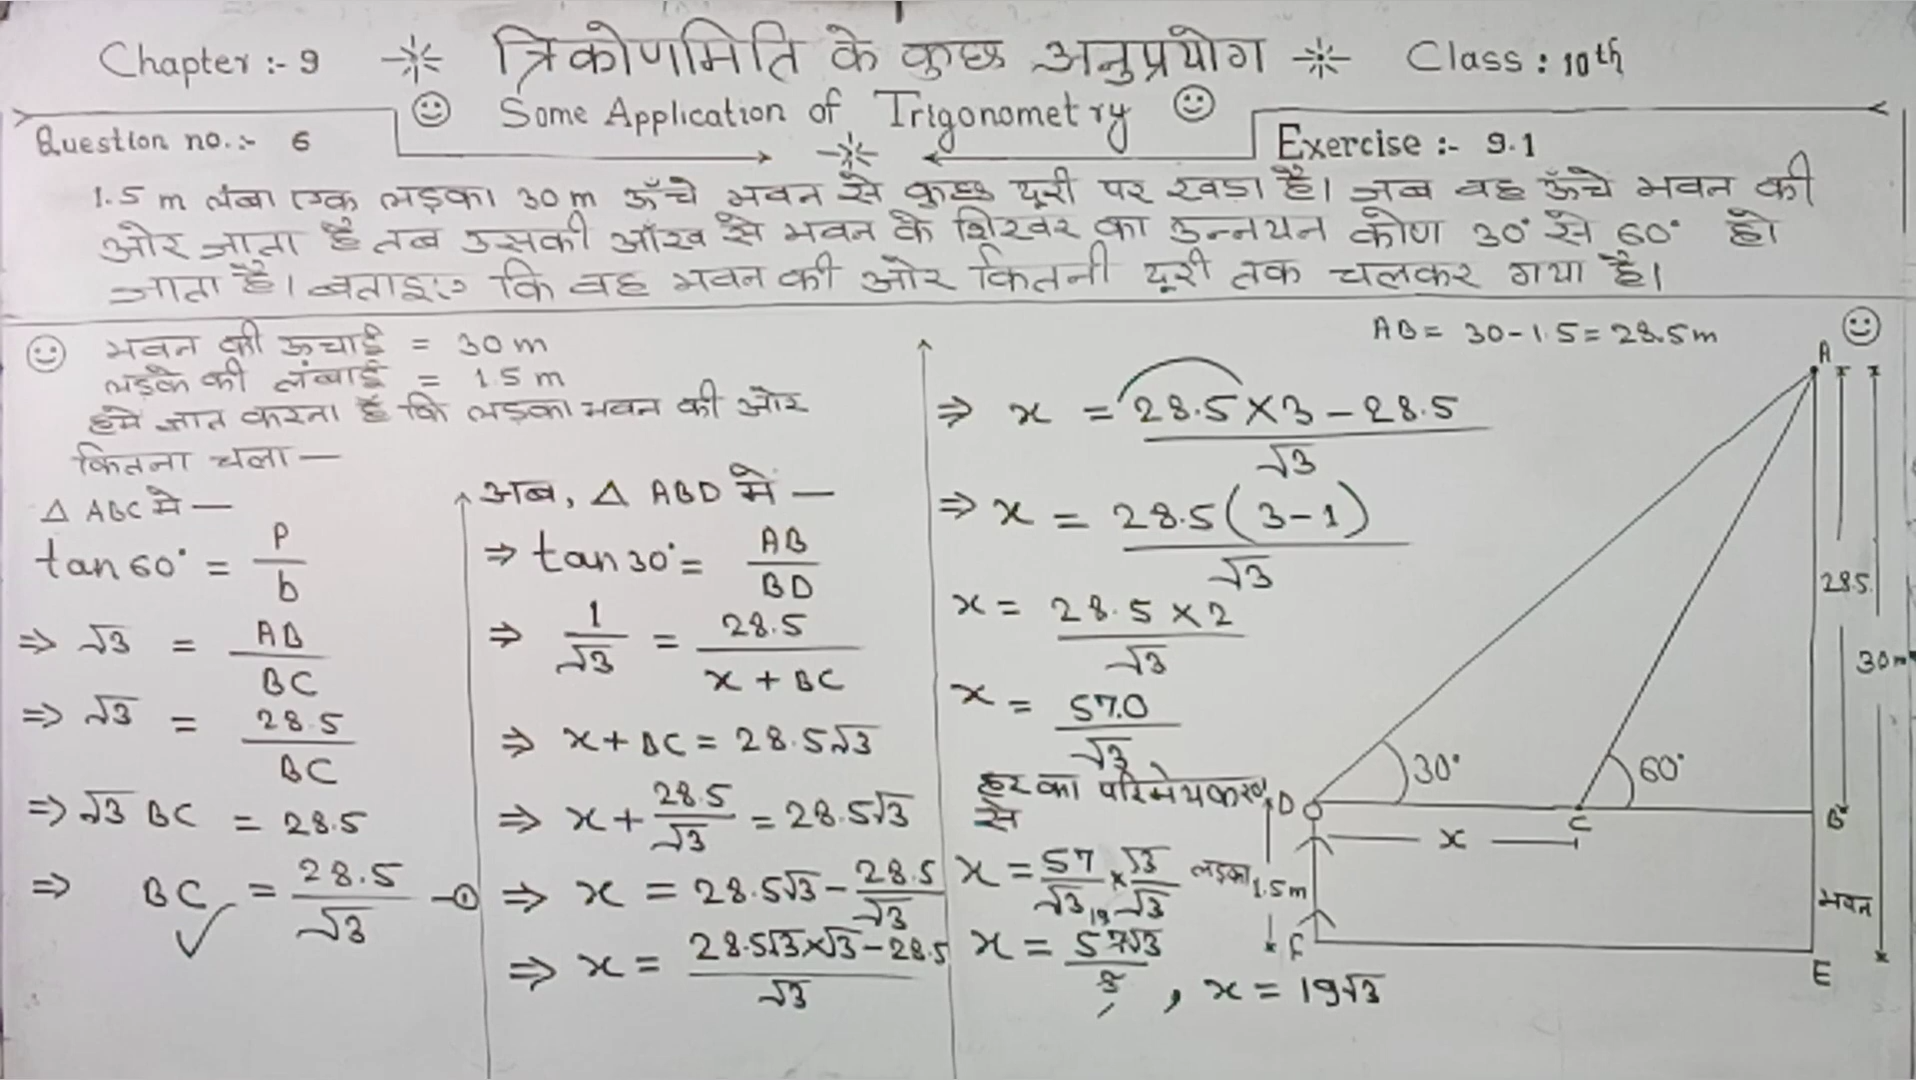 Chapter :- 9 त्रिकोणमिति के कुछ अनुप्रयोग Class : 10th
Some Application of Trigonometry
Question no. :- 6
Exercise :- 9.1
1.5 m लंबा एक लड़का 30 m ऊँचे भवन से कुछ दूरी पर खड़ा है। जब वह ऊँचे भवन की
ओर जाता है तब उसकी आँख से भवन के शिखर का उन्नयन कोण 30° से 60° हो
जाता है। बताइए कि वह भवन की ओर कितनी दूरी तक चलकर गया है।
भवन की ऊचाई = 30 m
लड़के की लंबाई = 1.5 m
हमे ज्ञात करना है कि लड़का भवन की ओर
कितना चला —
Δ ABC मे —
tan 60° = P/b
⇒ √3 = AB/BC
⇒ √3 = 28.5/BC
⇒ √3 BC = 28.5
⇒ BC = 28.5/√3 —①
अब, Δ ABD मे —
⇒ tan 30° = AB/BD
⇒ 1/√3 = 28.5/x + BC
⇒ x + BC = 28.5√3
⇒ x + 28.5/√3 = 28.5√3
⇒ x = 28.5√3 - 28.5/√3
⇒ x = 28.5√3×√3 - 28.5/√3
⇒ x = 28.5×3 - 28.5/√3
⇒ x = 28.5(3-1)/√3
x = 28.5×2/√3
x = 57.0/√3
हर का परिमेयकरण
से
x = 57/√3 × √3/√3
x = 57√3/3 , x = 19√3
19
AB = 30 - 1.5 = 28.5 m
A
28.5
30 m
30°
60°
D
C
B
x
लड़का 1.5 m
भवन
F
E